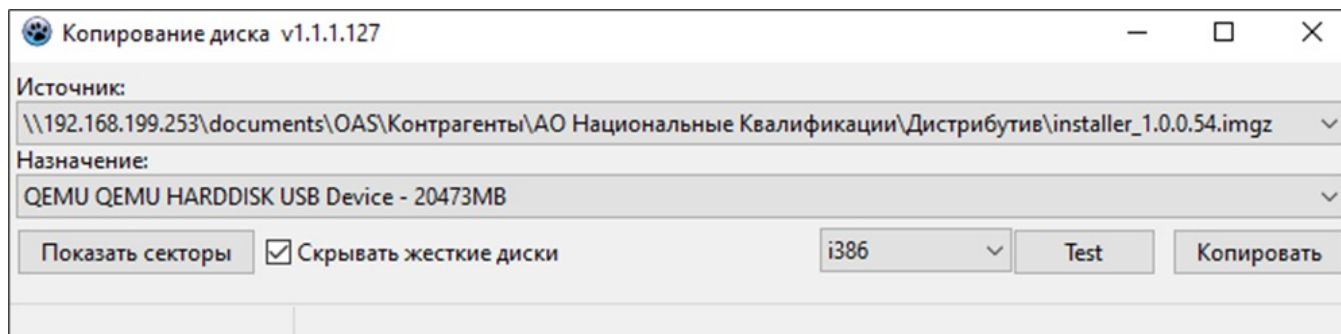 Копирование диска v1.1.1.127
Источник:
\\192.168.199.253\documents\OAS\Контрагенты\АО Национальные Квалификации\Дистрибутив\installer_1.0.0.54.imgz
Назначение:
QEMU QEMU HARDDISK USB Device - 20473MB
Показать секторы Скрывать жесткие диски i386 Test Копировать